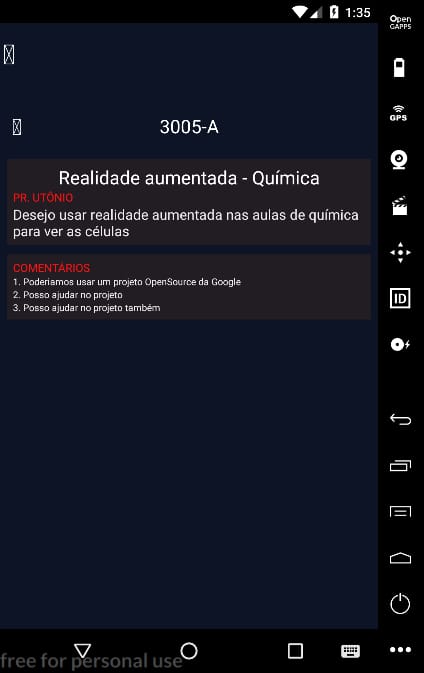 1:35
Open
GAPPS
GPS
3005-A
Realidade aumentada - Química
PR. UTÔNIO
Desejo usar realidade aumentada nas aulas de química
para ver as células
COMENTÁRIOS
1. Poderiamos usar um projeto OpenSource da Google
2. Posso ajudar no projeto
3. Posso ajudar no projeto também
ID
free for personal use